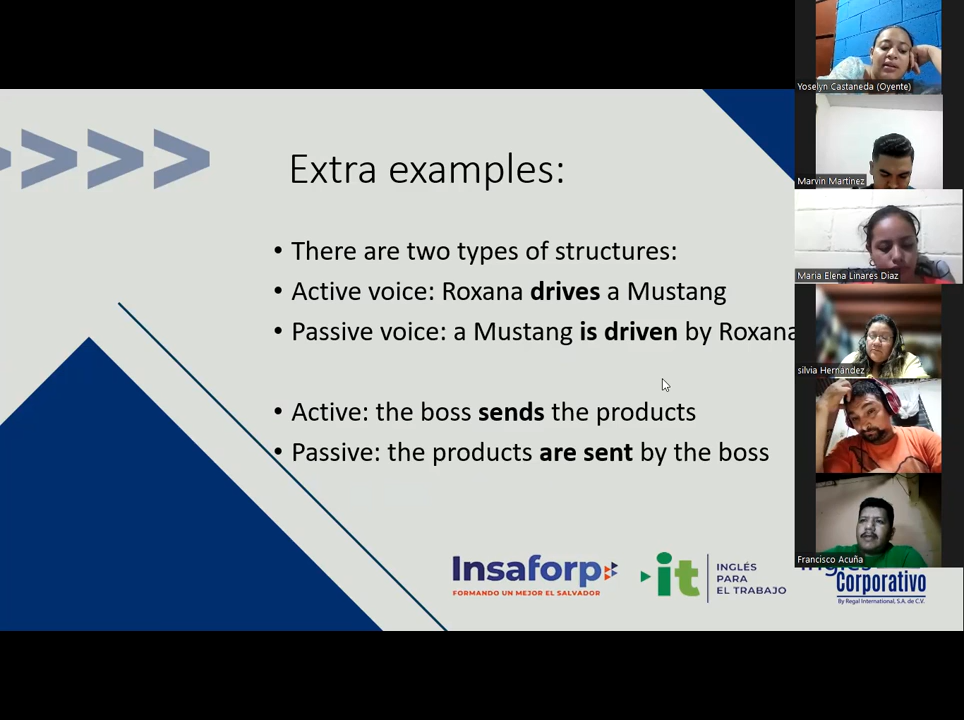 Extra examples:
• There are two types of structures:
• Active voice: Roxana drives a Mustang
• Passive voice: a Mustang is driven by Roxana
• Active: the boss sends the products
• Passive: the products are sent by the boss
Insaforp
FORMANDO UN MEJOR EL SALVADOR
it
INGLÉS
PARA
EL TRABAJO
Inglés
Corporativo
By Regal International, S.A. de C.V.
Yoselyn Castaneda (Oyente)
Marvin Martinez
Maria Elena Linares Diaz
silvia Hernández
Francisco Acuña